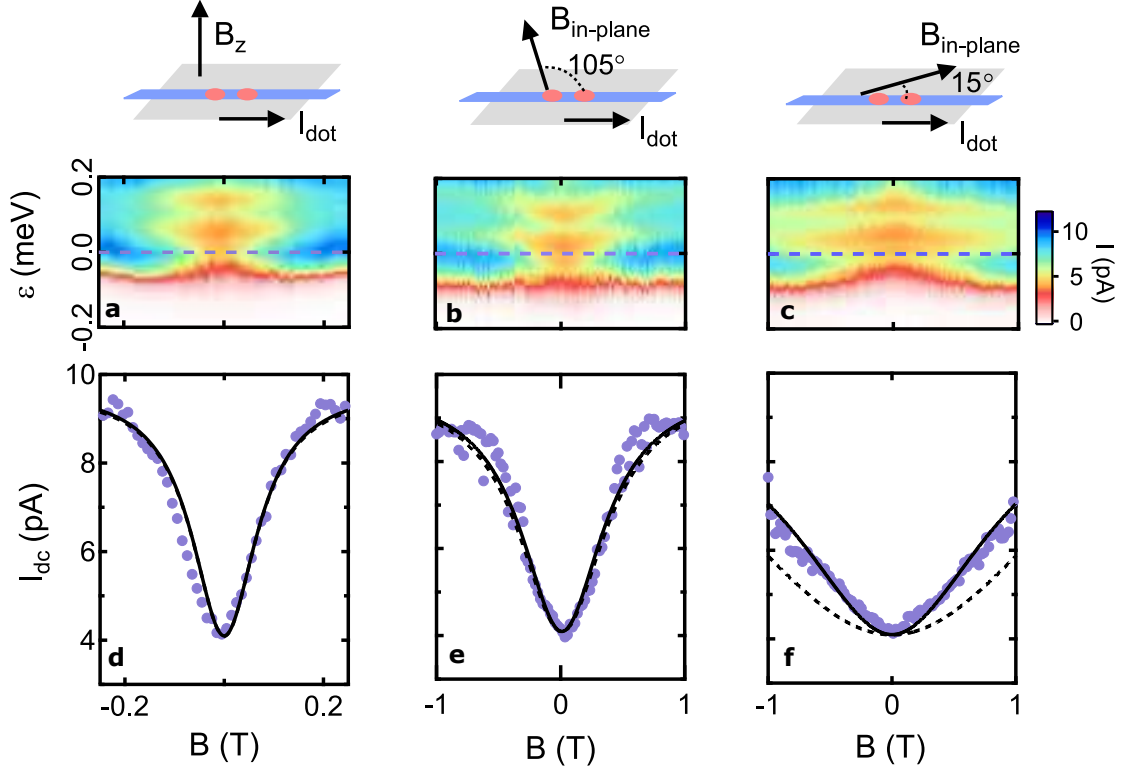 B_z
B_in-plane
105°
I_dot
B_in-plane
15°
I_dot
I_dot
ε (meV)
0.2
0.0
-0.2
a
b
c
10
5
0
I (pA)
I_dc (pA)
10
8
6
4
d
e
f
-0.2
0.2
-1
0
1
-1
0
1
B (T)
B (T)
B (T)